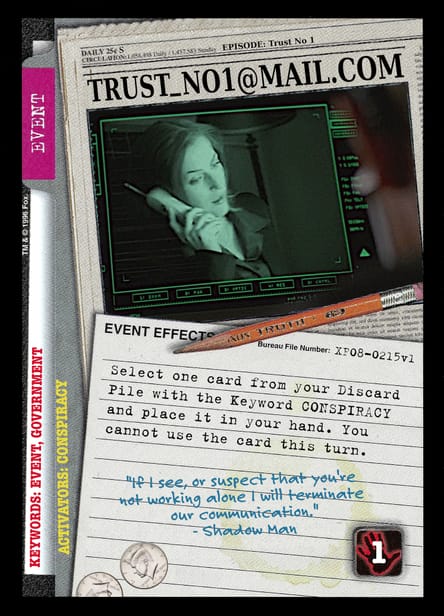 DAILY 25¢ S
CIRCULATION: 1,058,498 Daily / 1,457,583 Sunday
EPISODE: Trust No 1
TRUST_NO1@MAIL.COM
EVENT
TM & © 1996 Fox.
KEYWORDS: EVENT, GOVERNMENT
ACTIVATORS: CONSPIRACY
EVENT EFFECTS
Bureau File Number: XF08-0215v1
Select one card from your Discard
Pile with the Keyword CONSPIRACY
and place it in your hand. You
cannot use the card this turn.
"If I see, or suspect that you're
not working alone I will terminate
our communication."
- Shadow Man
1